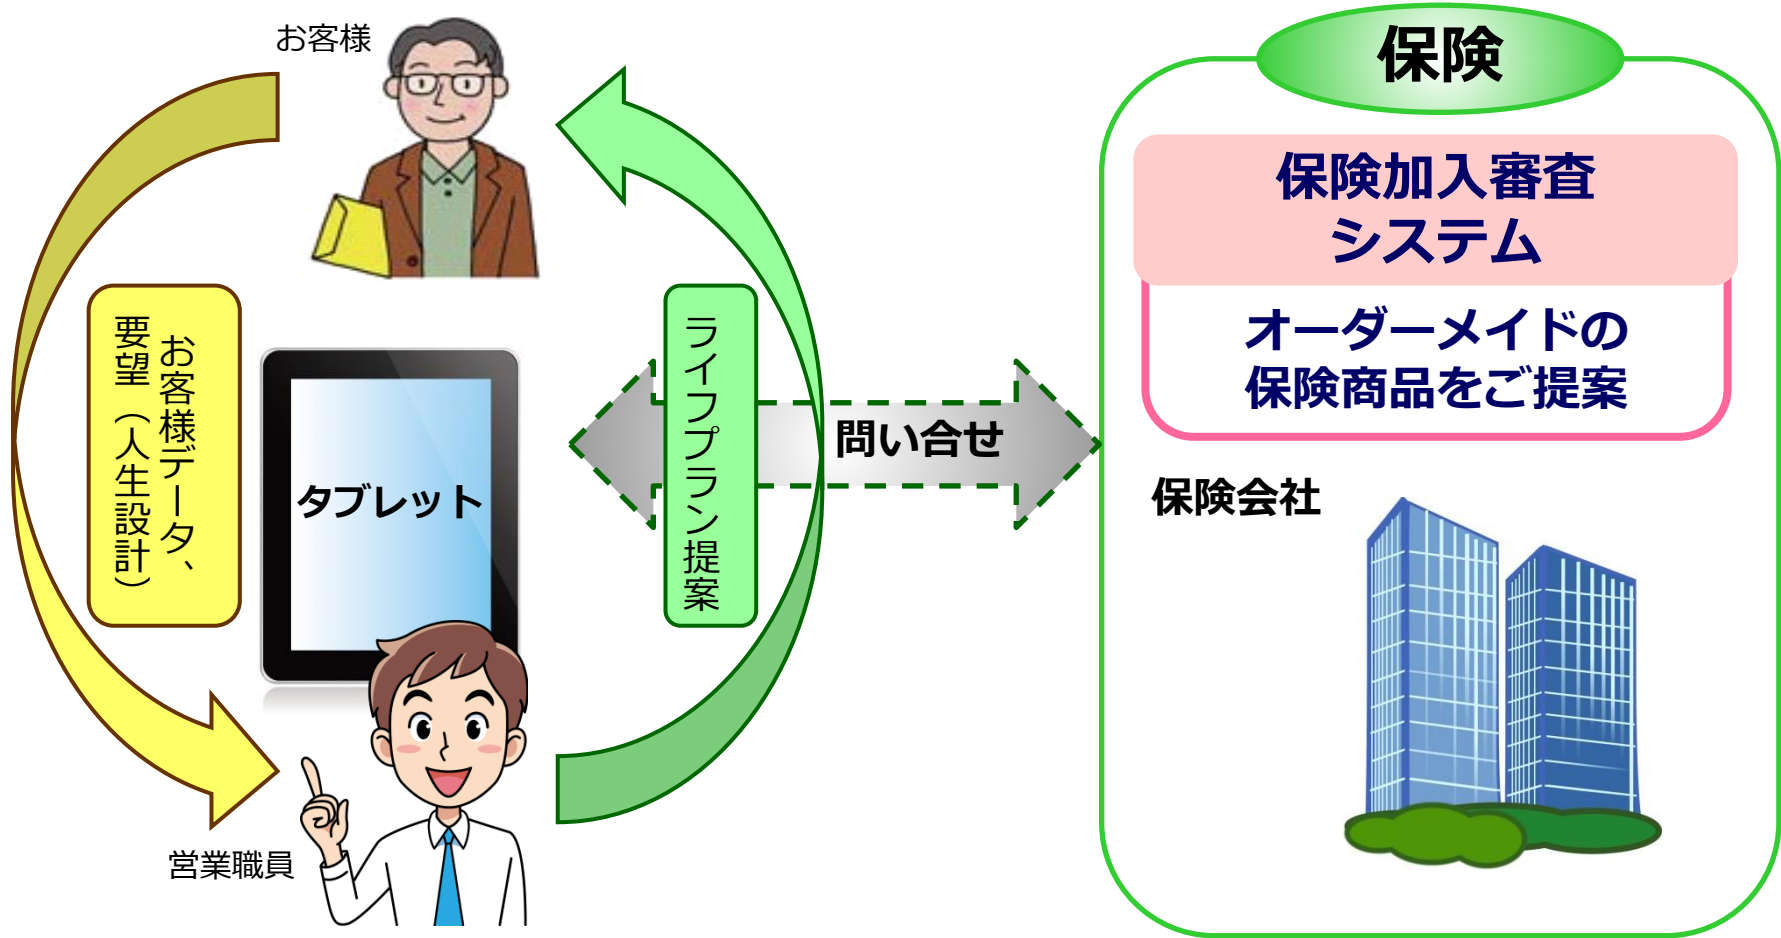 お客様
お客様データ、
要望（人生設計）
タブレット
営業職員
ライフプラン提案
問い合せ
保険
保険加入審査
システム
オーダーメイドの
保険商品をご提案
保険会社